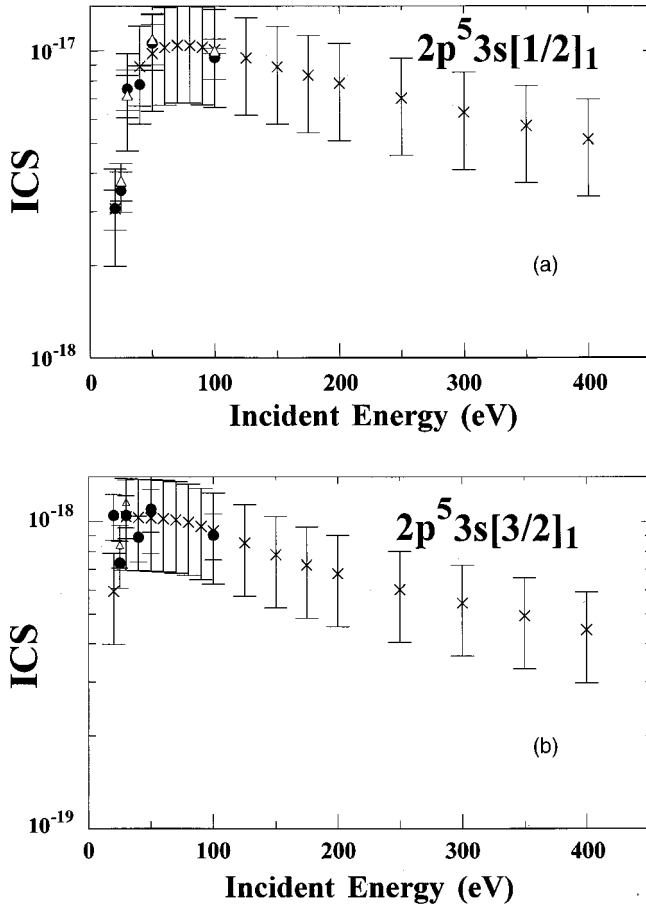 10⁻¹⁷
2p⁵3s[1/2]₁
ICS
(a)
10⁻¹⁸
0 100 200 300 400
Incident Energy (eV)
10⁻¹⁸
2p⁵3s[3/2]₁
ICS
(b)
10⁻¹⁹
0 100 200 300 400
Incident Energy (eV)